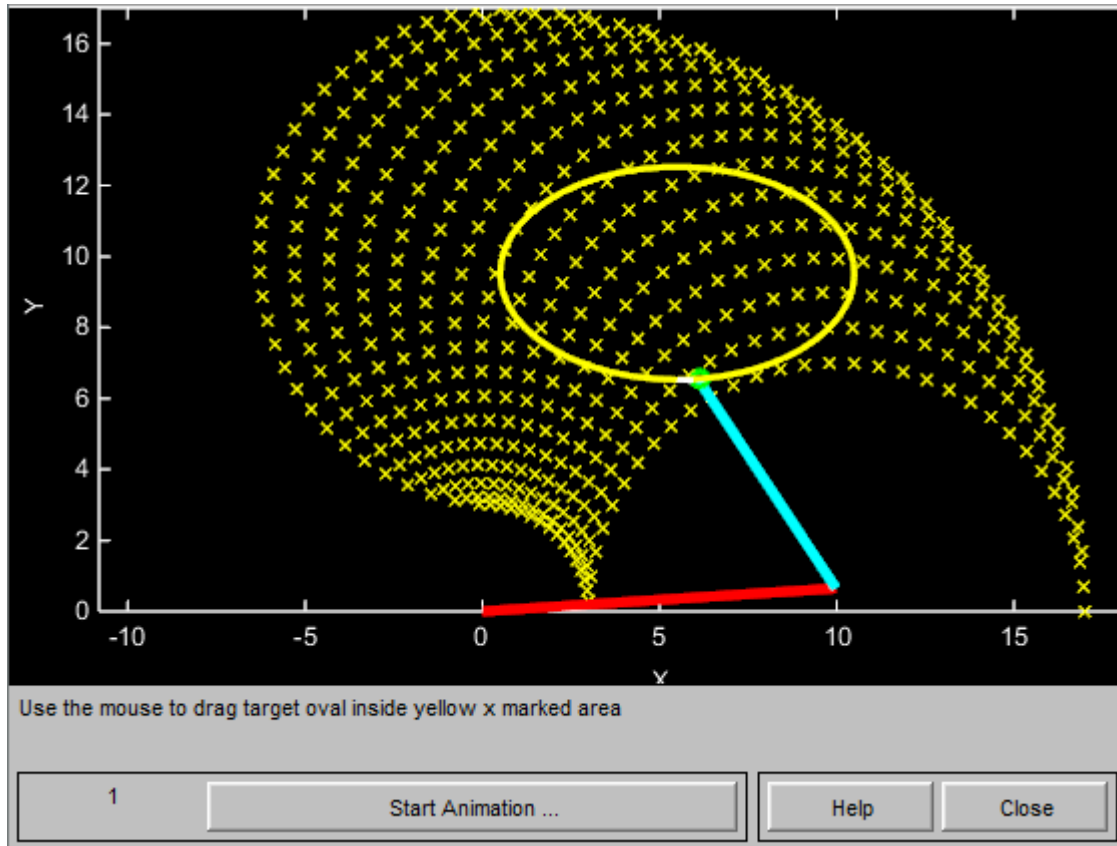 16
14
12
10
8
6
4
2
0
Y
-10 -5 0 5 10 15
X
Use the mouse to drag target oval inside yellow x marked area
1 Start Animation ... Help Close